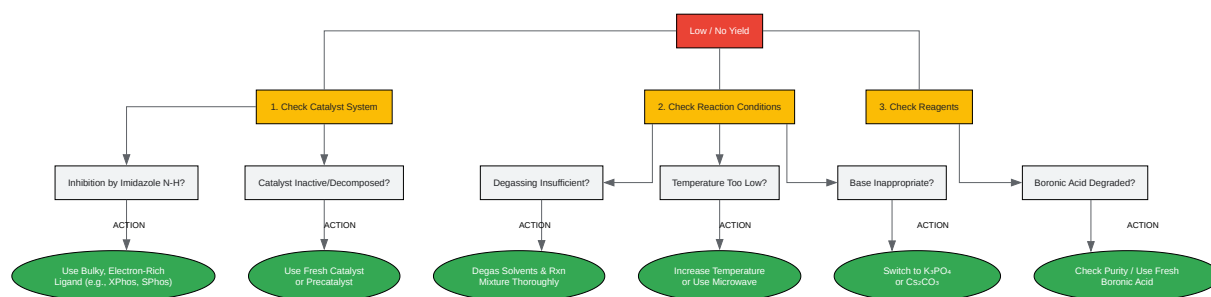 Low / No Yield
1. Check Catalyst System
2. Check Reaction Conditions
3. Check Reagents
Inhibition by Imidazole N-H?
Catalyst Inactive/Decomposed?
Degassing Insufficient?
Temperature Too Low?
Base Inappropriate?
Boronic Acid Degraded?
ACTION
ACTION
ACTION
ACTION
ACTION
ACTION
Use Bulky, Electron-Rich
Ligand (e.g., XPhos, SPhos)
Use Fresh Catalyst
or Precatalyst
Degas Solvents & Rxn
Mixture Thoroughly
Increase Temperature
or Use Microwave
Switch to K₃PO₄
or Cs₂CO₃
Check Purity / Use Fresh
Boronic Acid